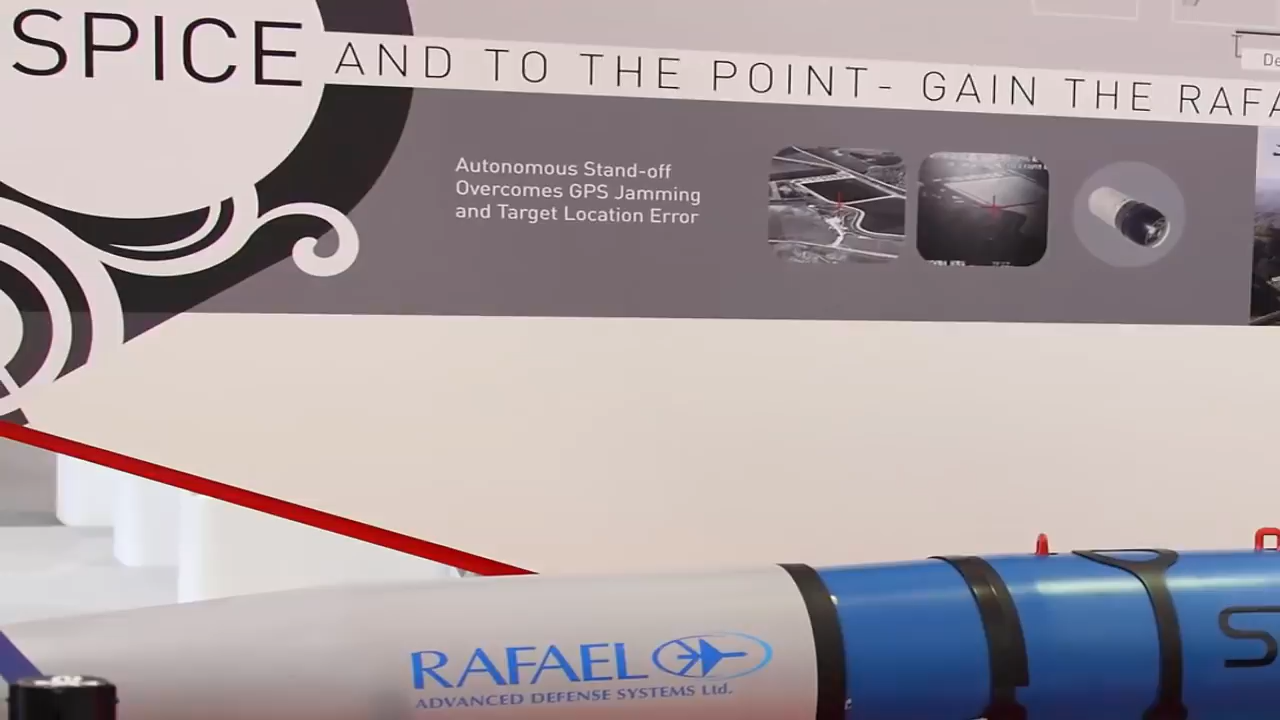 SPICE AND TO THE POINT- GAIN THE RAFA
De
Autonomous Stand-off
Overcomes GPS Jamming
and Target Location Error
RAFAEL
ADVANCED DEFENSE SYSTEMS Ltd.
S